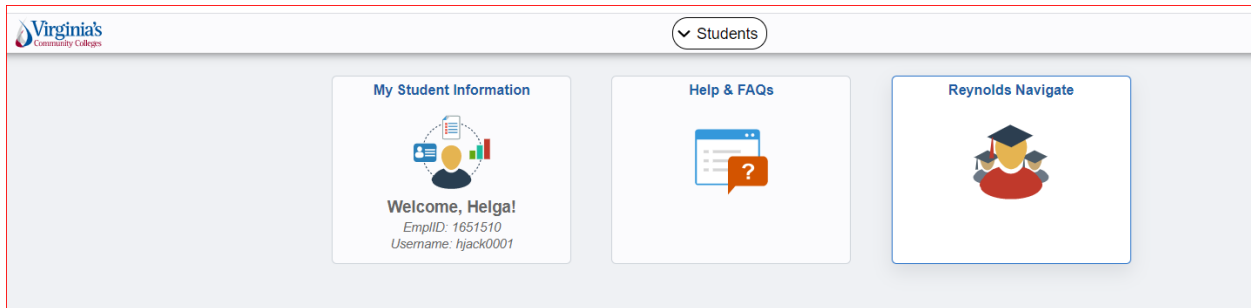 Virginia's
Community Colleges
Students
My Student Information
Welcome, Helga!
EmplID: 1651510
Username: hjack0001
Help & FAQs
?
Reynolds Navigate